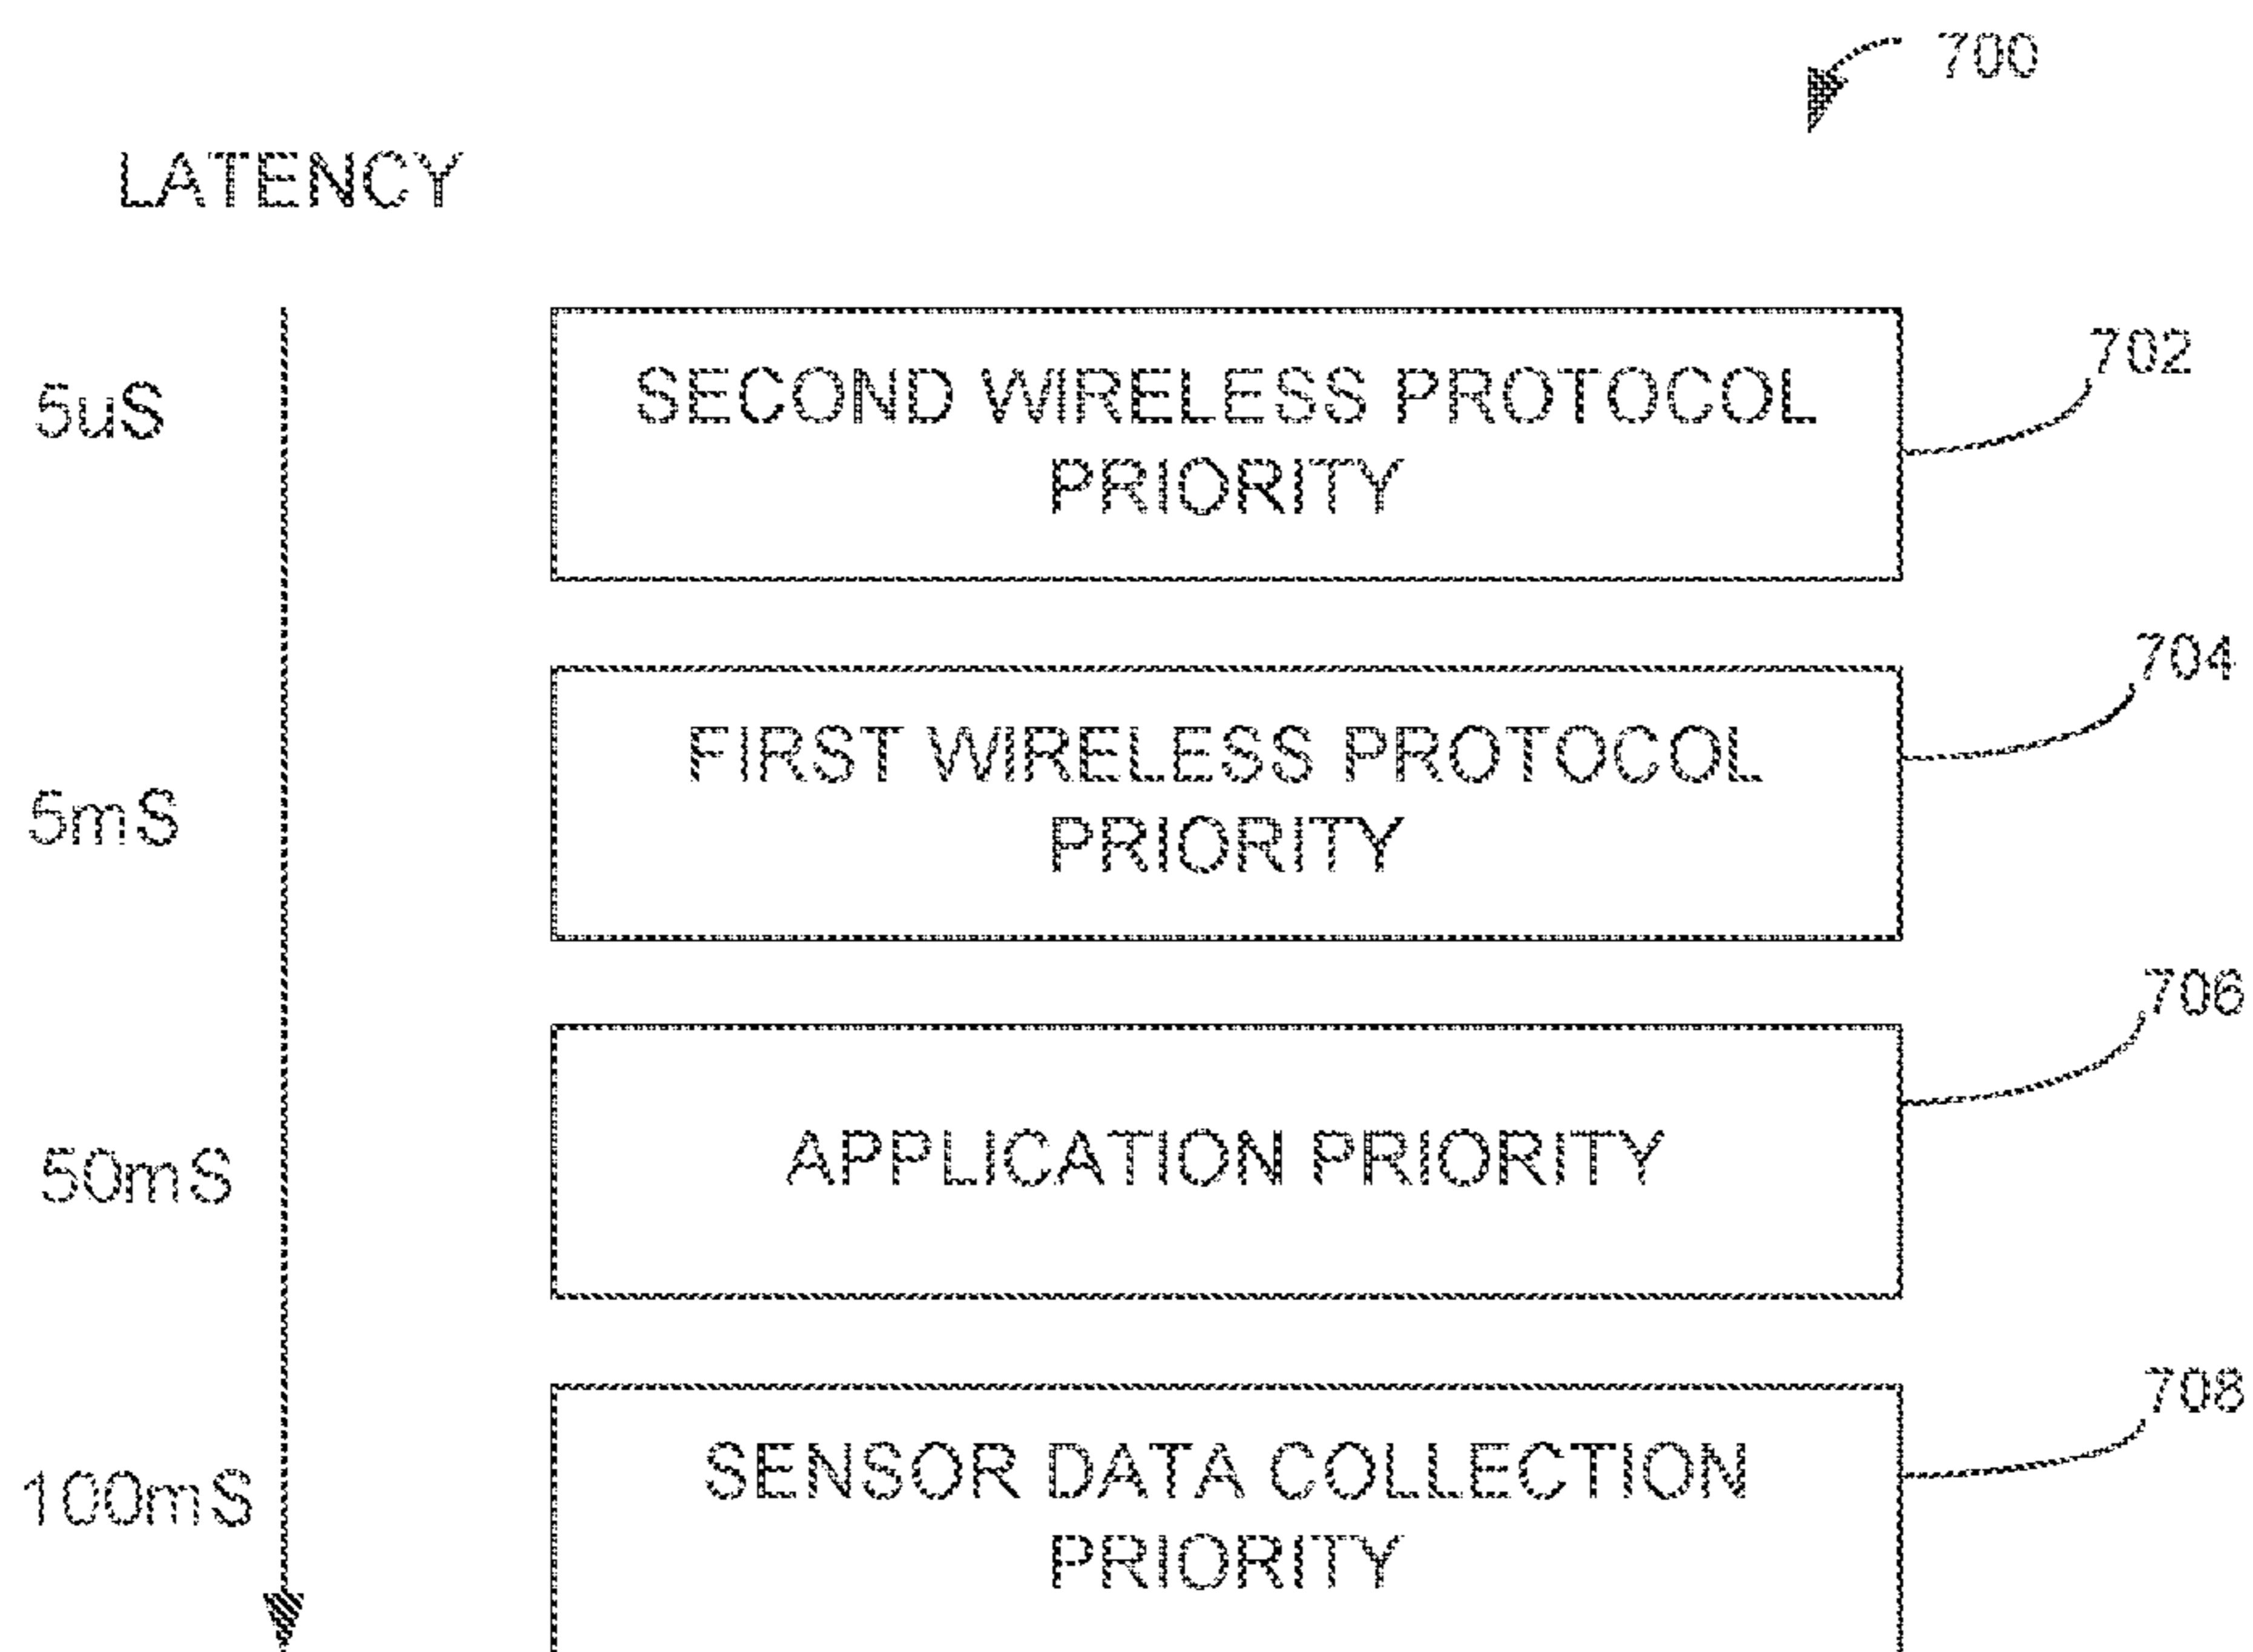 700
LATENCY
5uS
SECOND WIRELESS PROTOCOL
PRIORITY
702
5mS
FIRST WIRELESS PROTOCOL
PRIORITY
704
50mS
APPLICATION PRIORITY
706
100mS
SENSOR DATA COLLECTION
PRIORITY
708